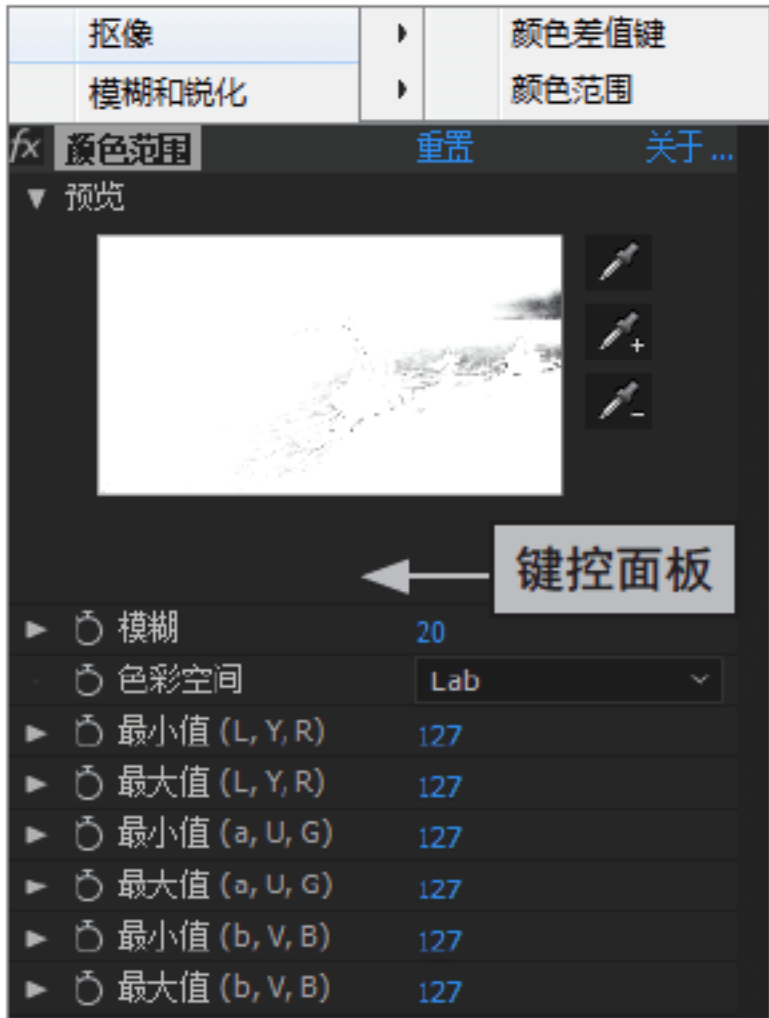 抠像 颜色差值键
模糊和锐化 颜色范围
fx 颜色范围 重置 关于...
预览
键控面板
模糊 20
色彩空间 Lab
最小值 (L, Y, R) 127
最大值 (L, Y, R) 127
最小值 (a, U, G) 127
最大值 (a, U, G) 127
最小值 (b, V, B) 127
最大值 (b, V, B) 127